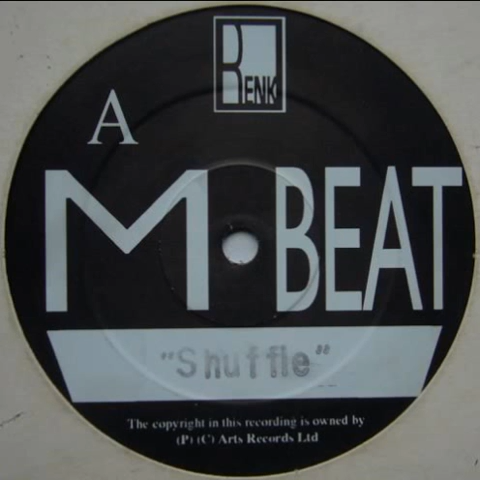 RENK
A
M BEAT
"Shuffle"
The copyright in this recording is owned by
(P) (C) Arts Records Ltd